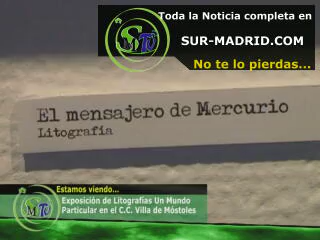 Toda la Noticia completa en
SUR-MADRID.COM
No te lo pierdas...
El mensajero de Mercurio
Litografía
Estamos viendo...
Exposición de Litografías Un Mundo
Particular en el C.C. Villa de Móstoles